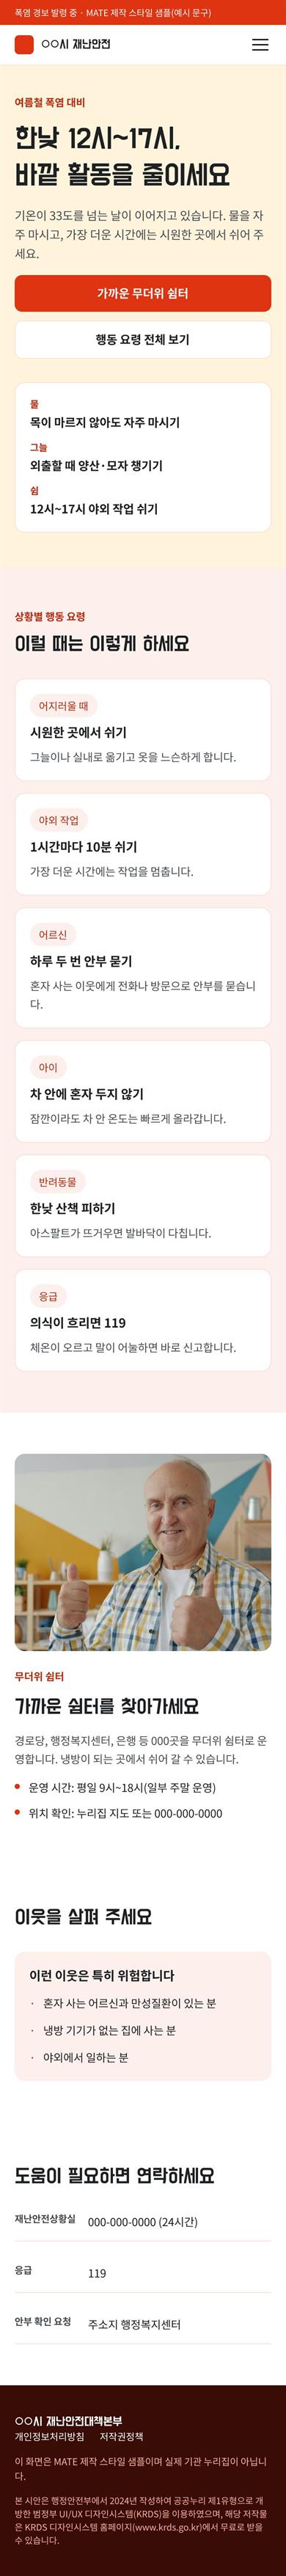 폭염 경보 발령 중 · MATE 제작 스타일 샘플(예시 문구)
○○시 재난안전
여름철 폭염 대비
한낮 12시~17시,
바깥 활동을 줄이세요
기온이 33도를 넘는 날이 이어지고 있습니다. 물을 자
주 마시고, 가장 더운 시간에는 시원한 곳에서 쉬어 주
세요.
가까운 무더위 쉼터
행동 요령 전체 보기
물
목이 마르지 않아도 자주 마시기
그늘
외출할 때 양산·모자 챙기기
쉼
12시~17시 야외 작업 쉬기
상황별 행동 요령
이럴 때는 이렇게 하세요
어지러울 때
시원한 곳에서 쉬기
그늘이나 실내로 옮기고 옷을 느슨하게 합니다.
야외 작업
1시간마다 10분 쉬기
가장 더운 시간에는 작업을 멈춥니다.
어르신
하루 두 번 안부 묻기
혼자 사는 이웃에게 전화나 방문으로 안부를 묻습니
다.
아이
차 안에 혼자 두지 않기
잠깐이라도 차 안 온도는 빠르게 올라갑니다.
반려동물
한낮 산책 피하기
아스팔트가 뜨거우면 발바닥이 다칩니다.
응급
의식이 흐리면 119
체온이 오르고 말이 어눌하면 바로 신고합니다.
무더위 쉼터
가까운 쉼터를 찾아가세요
경로당, 행정복지센터, 은행 등 000곳을 무더위 쉼터로 운
영합니다. 냉방이 되는 곳에서 쉬어 갈 수 있습니다.
운영 시간: 평일 9시~18시(일부 주말 운영)
위치 확인: 누리집 지도 또는 000-000-0000
이웃을 살펴 주세요
이런 이웃은 특히 위험합니다
· 혼자 사는 어르신과 만성질환이 있는 분
· 냉방 기기가 없는 집에 사는 분
· 야외에서 일하는 분
도움이 필요하면 연락하세요
재난안전상황실 000-000-0000 (24시간)
응급 119
안부 확인 요청 주소지 행정복지센터
○○시 재난안전대책본부
개인정보처리방침 저작권정책
이 화면은 MATE 제작 스타일 샘플이며 실제 기관 누리집이 아닙니
다.
본 시안은 행정안전부에서 2024년 작성하여 공공누리 제1유형으로 개
방한 범정부 UI/UX 디자인시스템(KRDS)을 이용하였으며, 해당 저작물
은 KRDS 디자인시스템 홈페이지(www.krds.go.kr)에서 무료로 받을
수 있습니다.